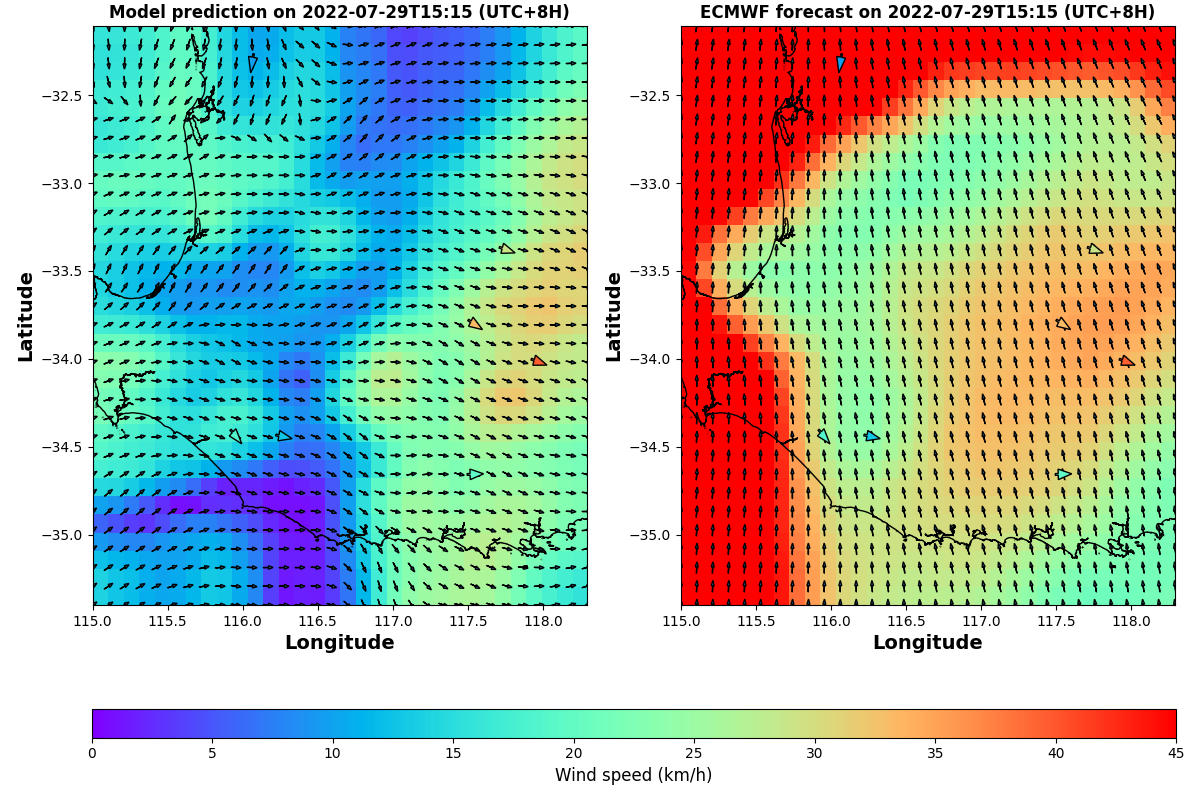 Model prediction on 2022-07-29T15:15 (UTC+8H)
ECMWF forecast on 2022-07-29T15:15 (UTC+8H)
Latitude
−32.5
−33.0
−33.5
−34.0
−34.5
−35.0
115.0 115.5 116.0 116.5 117.0 117.5 118.0
Longitude
Latitude
−32.5
−33.0
−33.5
−34.0
−34.5
−35.0
115.0 115.5 116.0 116.5 117.0 117.5 118.0
Longitude
0 5 10 15 20 25 30 35 40 45
Wind speed (km/h)